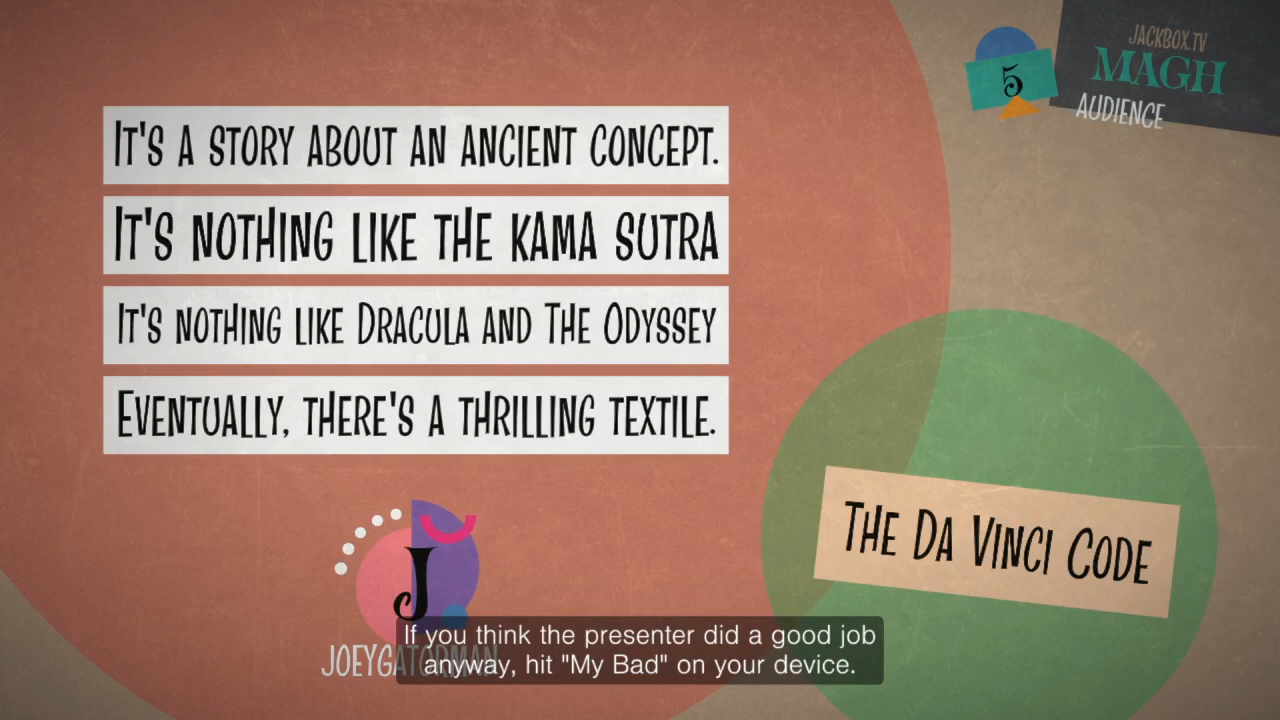 JACKBOX.TV
MAGH
5
AUDIENCE
IT'S A STORY ABOUT AN ANCIENT CONCEPT.
IT'S NOTHING LIKE THE KAMA SUTRA
IT'S NOTHING LIKE DRACULA AND THE ODYSSEY
EVENTUALLY, THERE'S A THRILLING TEXTILE.
THE DA VINCI CODE
J
JOEYGATORMAN
If you think the presenter did a good job
anyway, hit "My Bad" on your device.